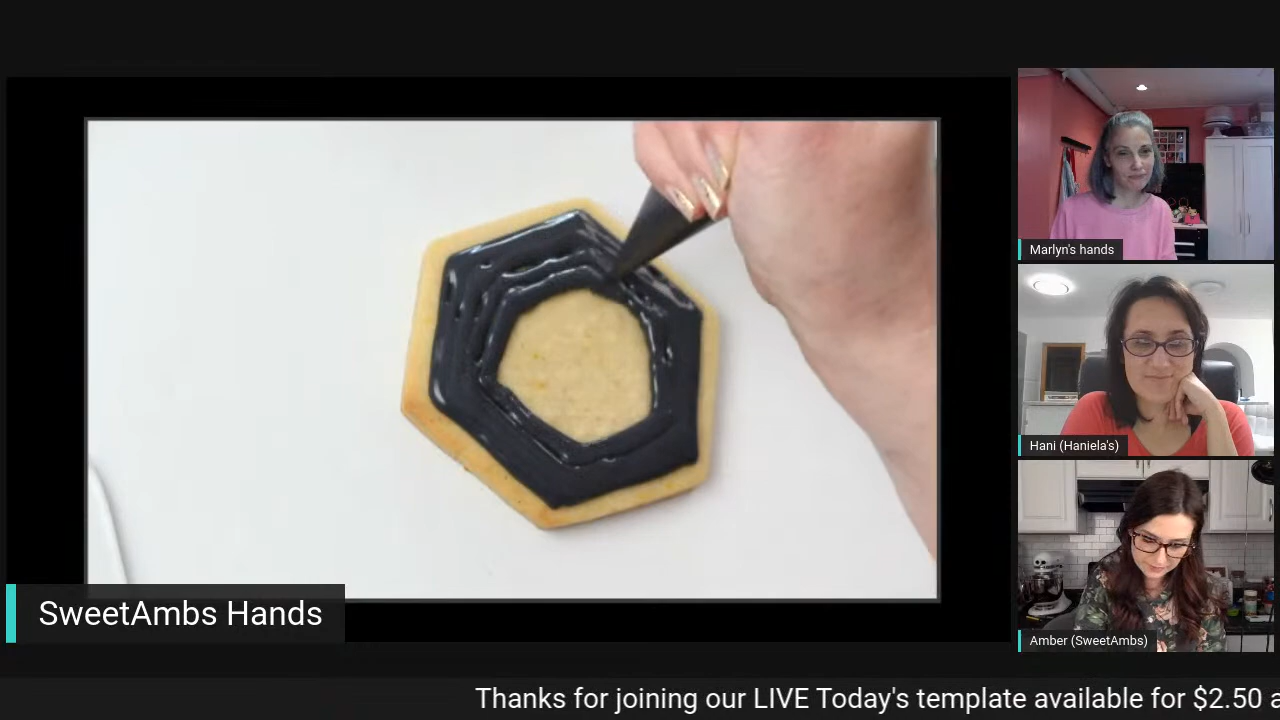 Marlyn's hands
Hani (Haniela's)
SweetAmbs Hands
Amber (SweetAmbs)
Thanks for joining our LIVE Today's template available for $2.50 a